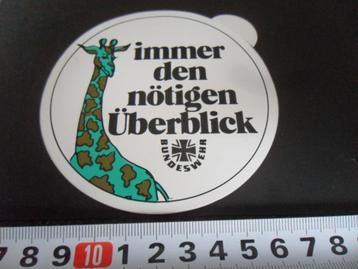 immer
den
nötigen
Überblick
BUNDESWEHR
7 8 9 10 1 2 3 4 5 6 7 8